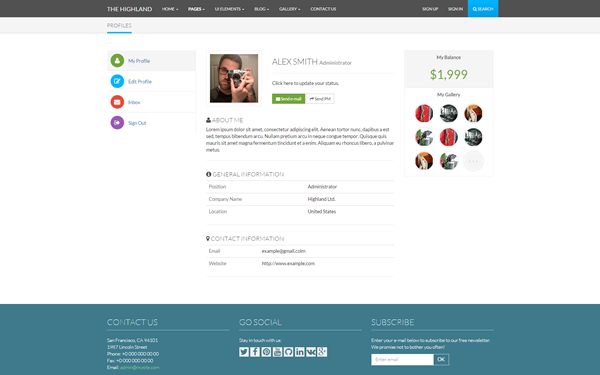 THE HIGHLAND
HOME
PAGES
UI ELEMENTS
BLOG
GALLERY
CONTACT US
SIGN UP
SIGN IN
SEARCH
PROFILES
My Profile
Edit Profile
Inbox
Sign Out
ALEX SMITH Administrator
Click here to update your status.
Send e-mail
Send PM
ABOUT ME
Lorem ipsum dolor sit amet, consectetur adipiscing elit. Aenean tortor nunc, dapibus a est
sed, tempus bibendum arcu. Nullam pretium arcu in neque congue tempor. Quisque quis
mauris sit amet magna fermentum tincidunt et a enim. Aliquam eu rhoncus libero, a pulvinar
metus.
GENERAL INFORMATION
Position Administrator
Company Name Highland Ltd.
Location United States
CONTACT INFORMATION
Email example@gmail.colm
Website http://www.example.com
My Balance
$1,999
My Gallery
CONTACT US
San Francisco, CA 94101
1987 Lincoln Street
Phone: +0 000 000 00 00
Fax: +0 000 000 00 00
Email:
GO SOCIAL
Stay in touch with us:
SUBSCRIBE
Enter your e-mail below to subscribe to our free newsletter.
We promise not to bother you often!
Enter email
OK